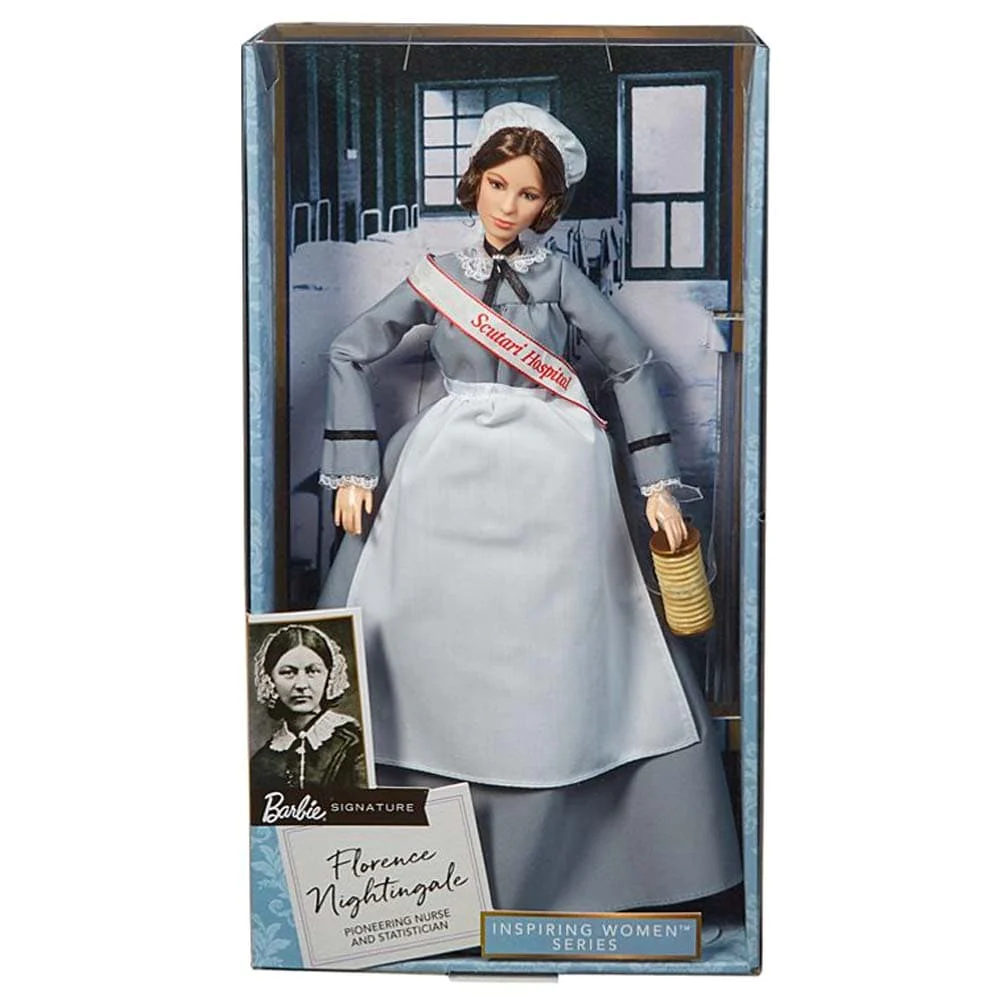 Scutari Hospital
Barbie SIGNATURE
Florence
Nightingale
PIONEERING NURSE
AND STATISTICIAN
INSPIRING WOMEN™
SERIES